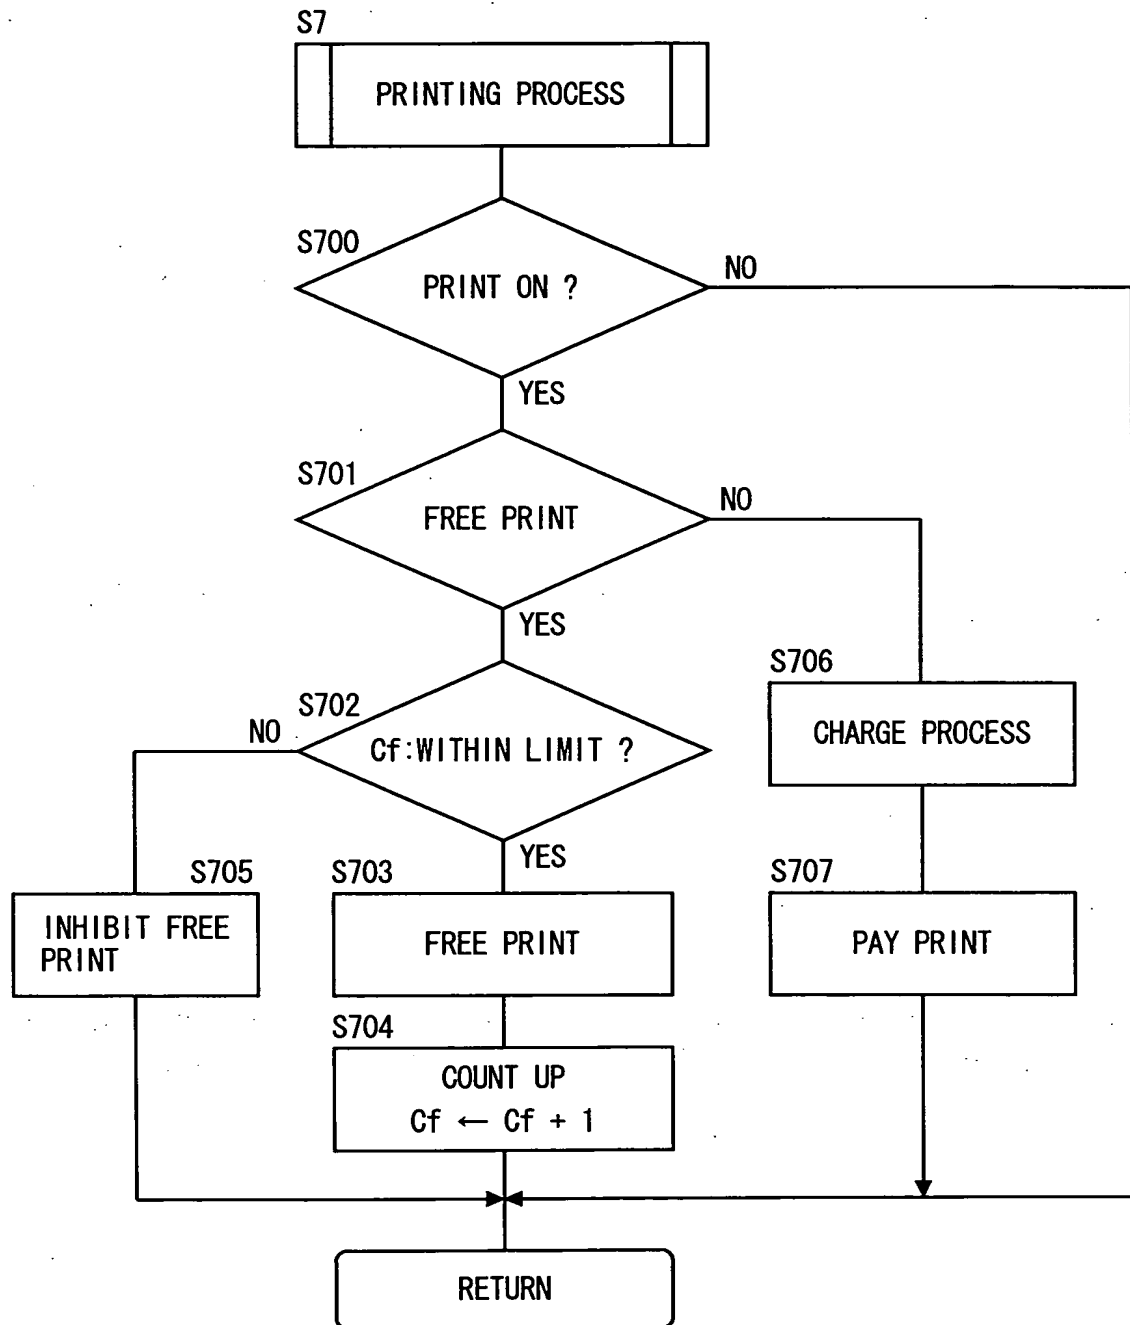 S7
PRINTING PROCESS
S700
PRINT ON ?
NO
YES
S701
FREE PRINT
NO
YES
S702
Cf:WITHIN LIMIT ?
NO
YES
S706
CHARGE PROCESS
S705
INHIBIT FREE
PRINT
S703
FREE PRINT
S707
PAY PRINT
S704
COUNT UP
Cf ← Cf + 1
RETURN